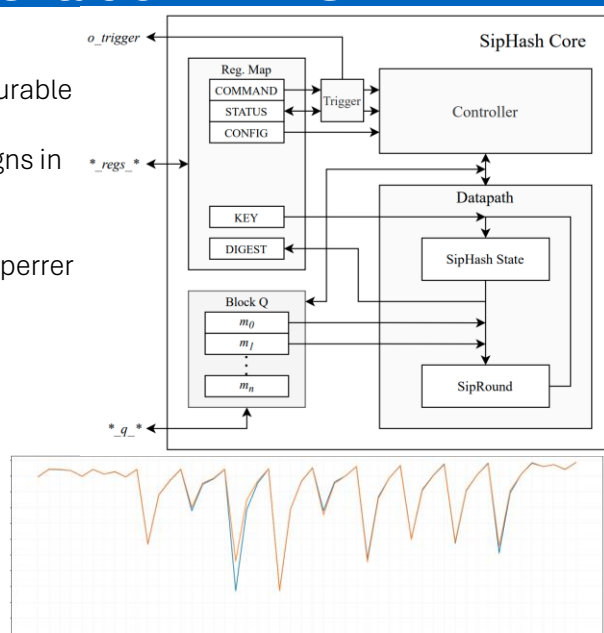 urable
gns in
perrer
o_trigger
SipHash Core
Reg. Map
COMMAND
STATUS
CONFIG
Trigger
Controller
*_regs_*
KEY
DIGEST
Datapath
SipHash State
SipRound
Block Q
m0
m1
mn
*_q_*